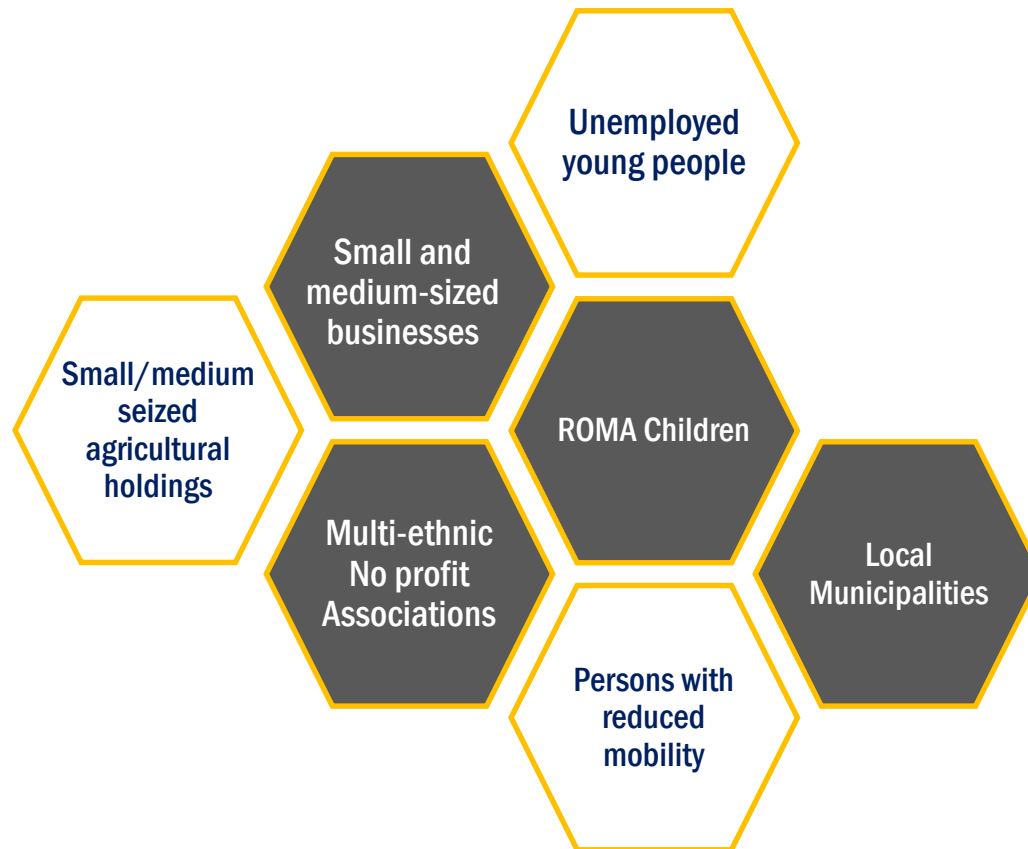 Unemployed
young people
Small and
medium-sized
businesses
Small/medium
seized
agricultural
holdings
ROMA Children
Multi-ethnic
No profit
Associations
Local
Municipalities
Persons with
reduced
mobility